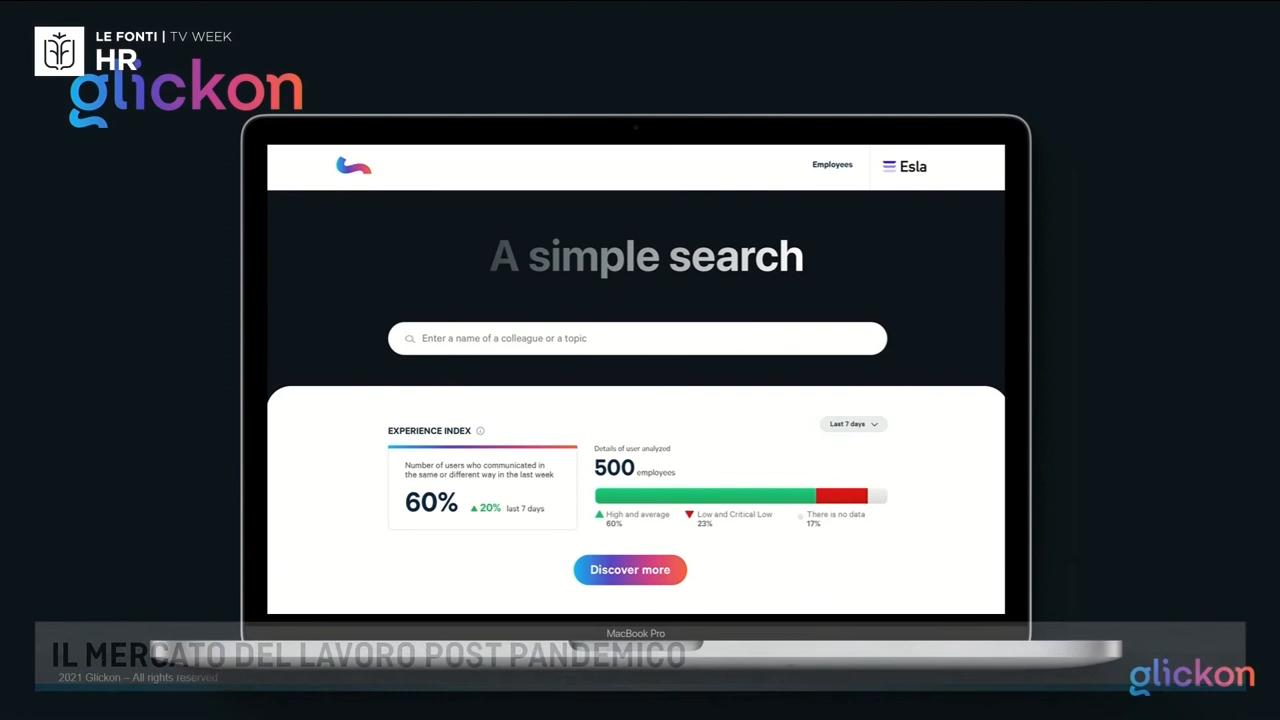 LE FONTI | TV WEEK
HR
glickon
Employees
Esla
A simple search
Enter a name of a colleague or a topic
EXPERIENCE INDEX
Last 7 days
Number of users who communicated in
the same or different way in the last week
60% 20% last 7 days
Details of user analyzed
500 employees
High and average
60%
Low and Critical Low
23%
There is no data
17%
Discover more
MacBook Pro
IL MERCATO DEL LAVORO POST PANDEMICO
2021 Glickon – All rights reserved
glickon